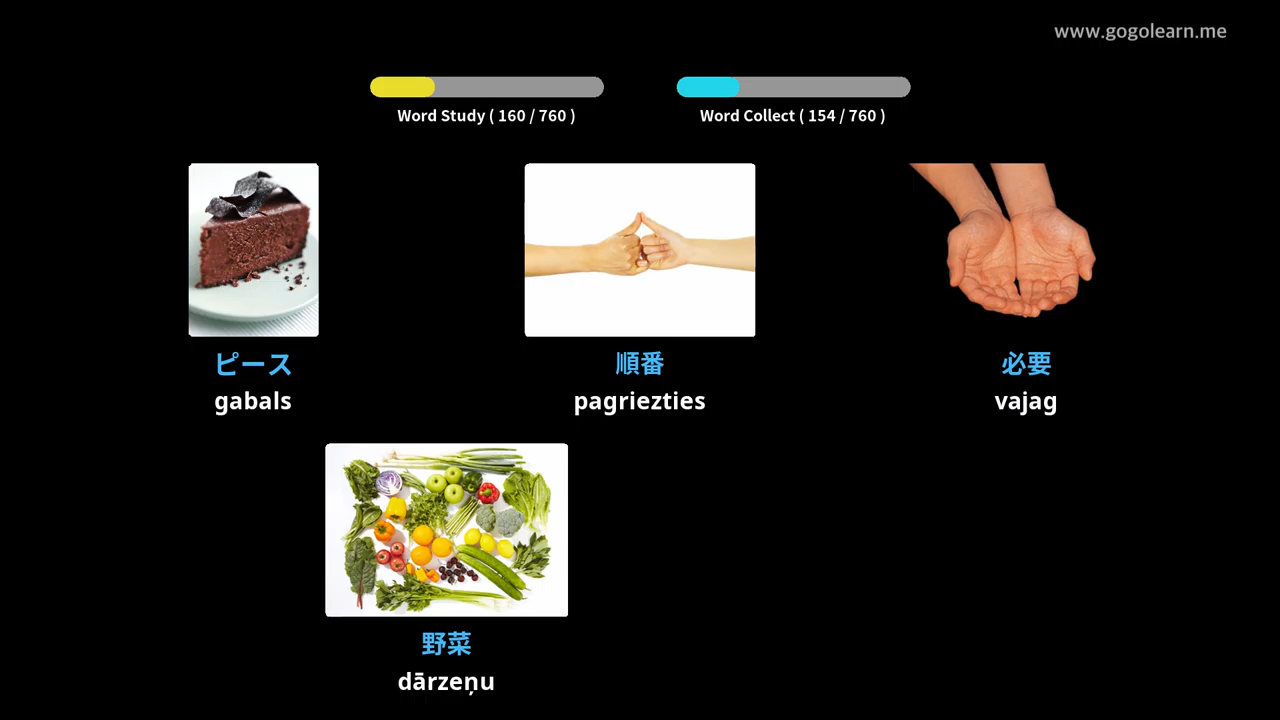 www.gogolearn.me
Word Study ( 160 / 760 )
Word Collect ( 154 / 760 )
ピース
gabals
順番
pagriezties
必要
vajag
野菜
dārzeņu